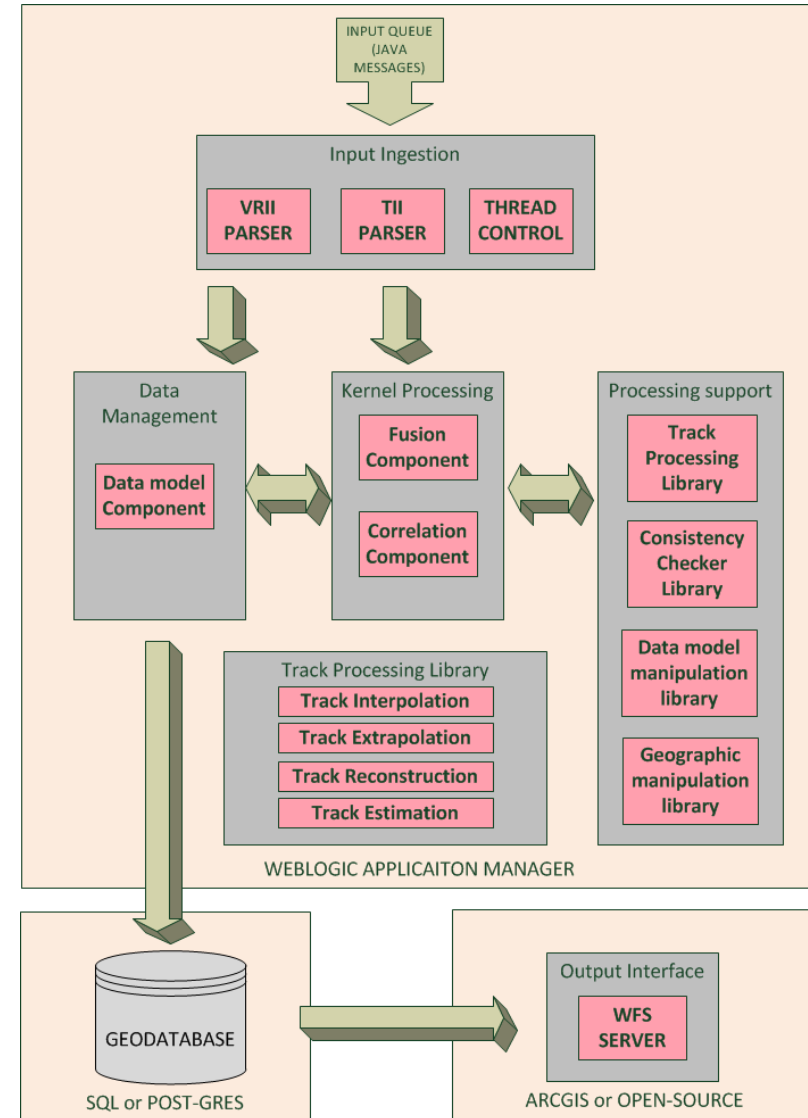 INPUT QUEUE
(JAVA
MESSAGES)
Input Ingestion
VRII
PARSER
TII
PARSER
THREAD
CONTROL
Data
Management
Data model
Component
Kernel Processing
Fusion
Component
Correlation
Component
Processing support
Track
Processing
Library
Consistency
Checker
Library
Data model
manipulation
library
Geographic
manipulation
library
Track Processing Library
Track Interpolation
Track Extrapolation
Track Reconstruction
Track Estimation
WEBLOGIC APPLICAITON MANAGER
GEODATABASE
SQL or POST-GRES
Output Interface
WFS
SERVER
ARCGIS or OPEN-SOURCE